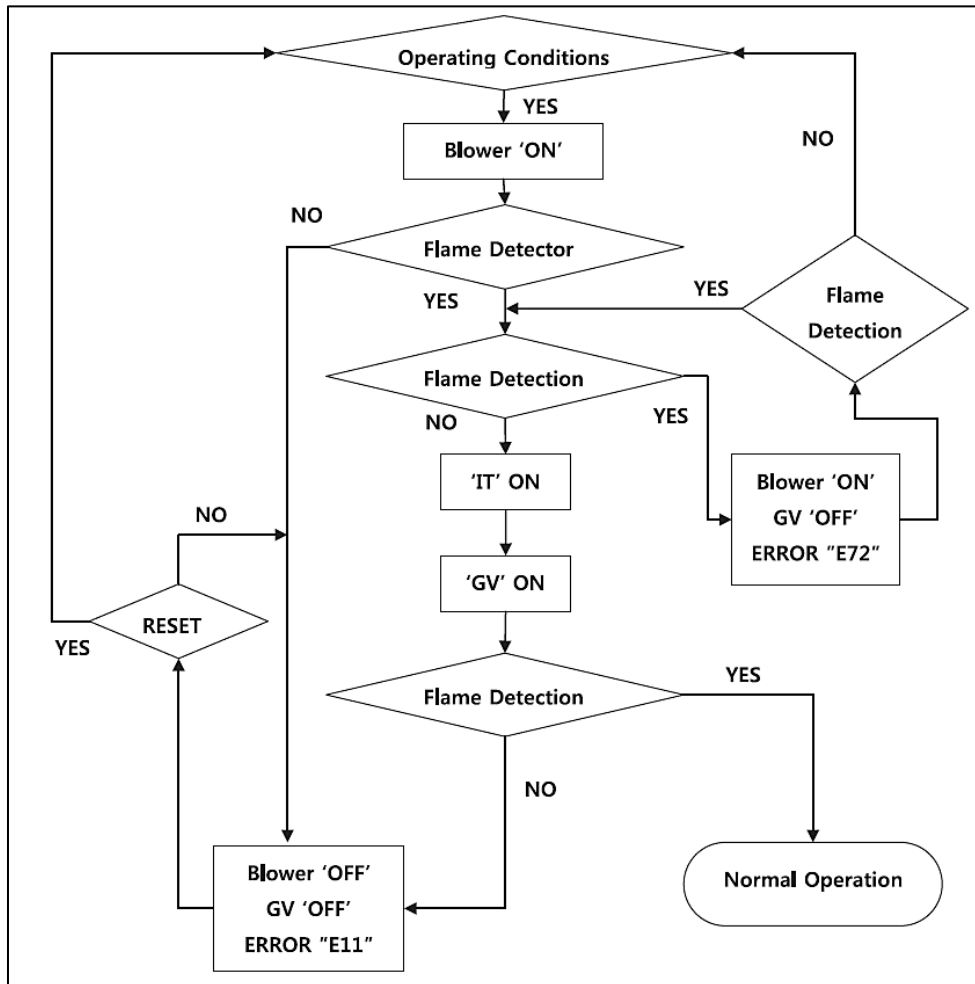 Operating Conditions
YES
Blower ‘ON’
NO
NO
Flame Detector
YES
YES
Flame
Detection
Flame Detection
YES
NO
‘IT’ ON
Blower ‘ON’
GV ‘OFF’
ERROR "E72"
NO
‘GV’ ON
RESET
YES
Flame Detection
YES
NO
Blower ‘OFF’
GV ‘OFF’
ERROR "E11"
Normal Operation